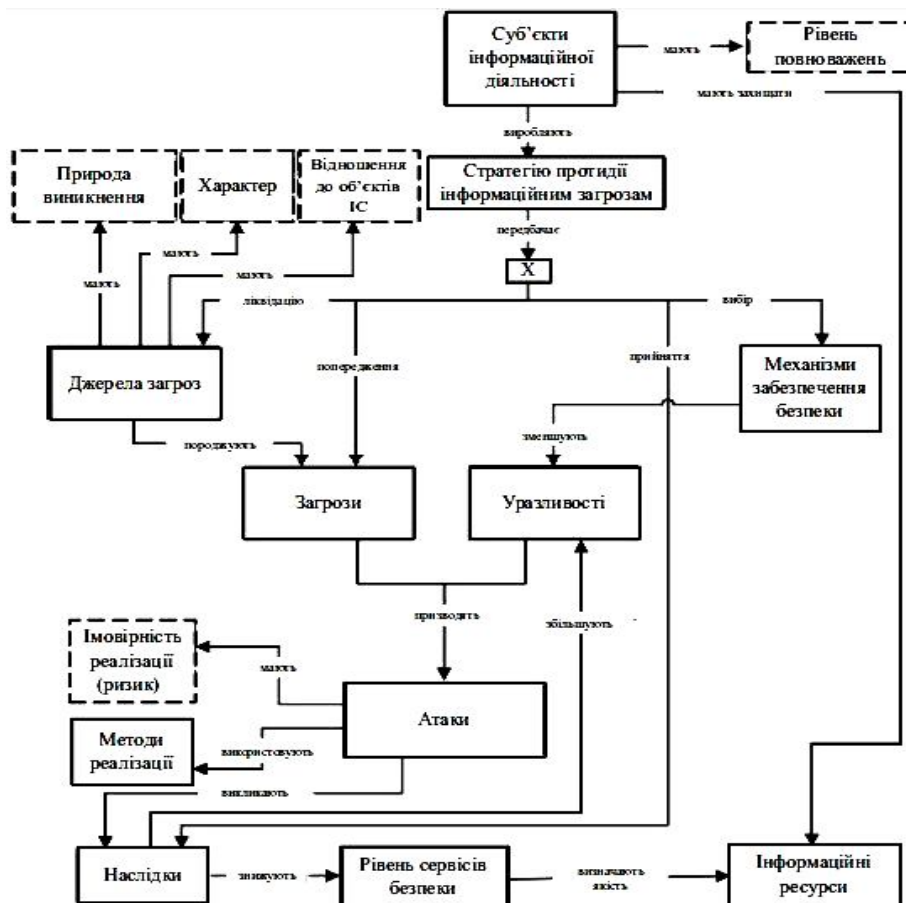 Суб’єкти
інформаційної
діяльності
мають
Рівень
повноважень
мають захищати
виробляють
Природа
виникнення
Характер
Відношення
до об’єктів
ІС
Стратегію протидії
інформаційним загрозам
передбачає
X
мають
мають
мають
ліквідацію
вибір
попередження
прийняття
Джерела загроз
Механізми
забезпечення
безпеки
породжують
зменшують
Загрози
Уразливості
призводять
збільшують
Імовірність
реалізації
(ризик)
мають
Атаки
Методи
реалізації
використовують
викликають
Наслідки
знижують
Рівень сервісів
безпеки
визначають
якість
Інформаційні
ресурси